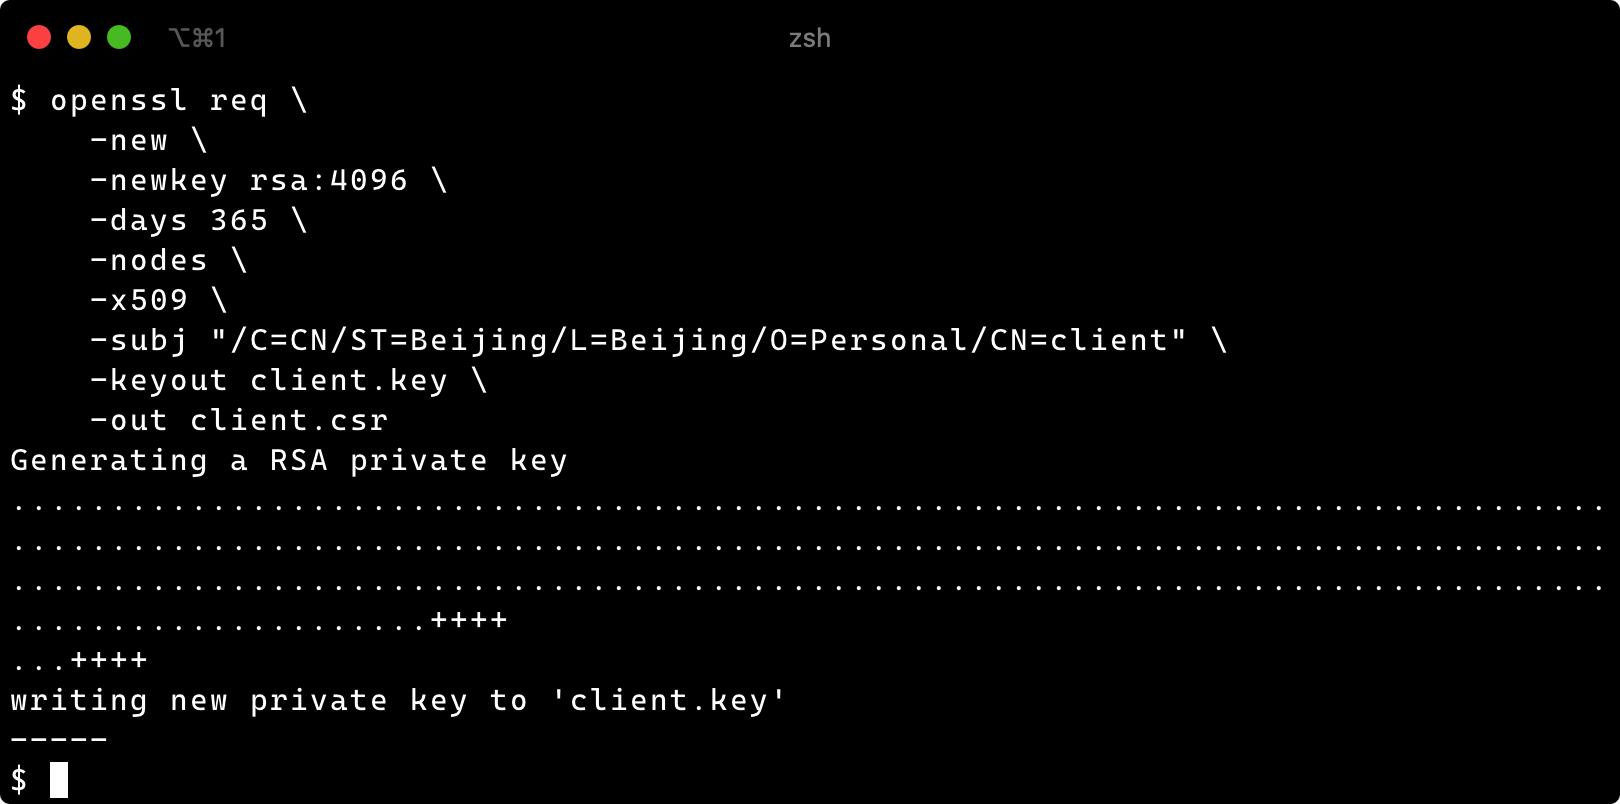 ⌥⌘1
zsh
$ openssl req \
    -new \
    -newkey rsa:4096 \
    -days 365 \
    -nodes \
    -x509 \
    -subj "/C=CN/ST=Beijing/L=Beijing/O=Personal/CN=client" \
    -keyout client.key \
    -out client.csr
Generating a RSA private key
................................................................................
................................................................................
................................................................................
.....................++++
...++++
writing new private key to 'client.key'
-----
$